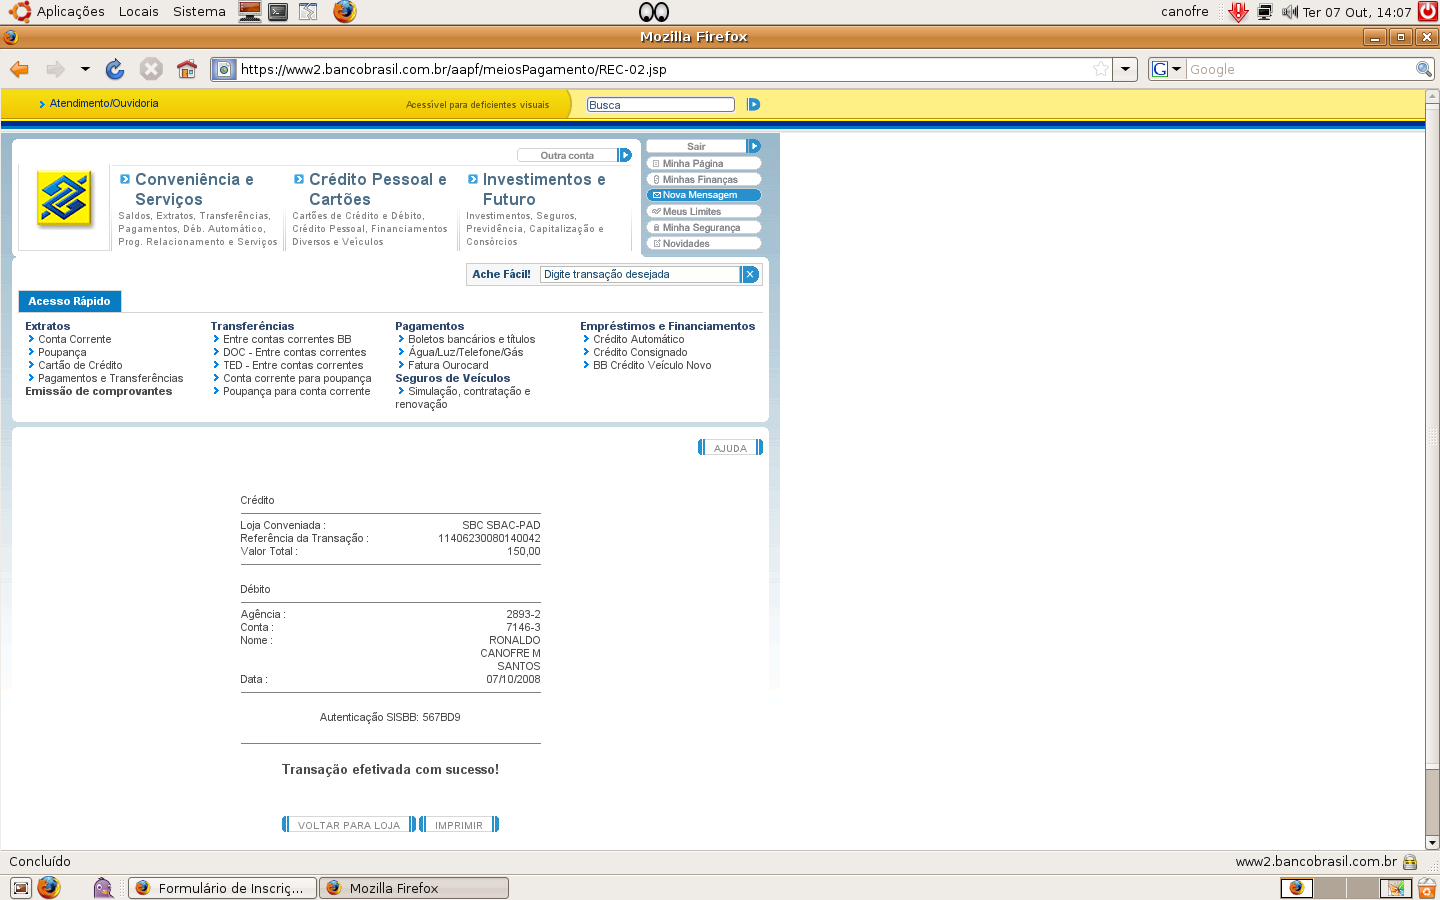 Aplicações Locais Sistema canofre Ter 07 Out, 14:07
Mozilla Firefox
https://www2.bancobrasil.com.br/aapf/meiosPagamento/REC-02.jsp Google
Atendimento/Ouvidoria Acessível para deficientes visuais Busca
Outra conta
Sair
Minha Página
Minhas Finanças
Nova Mensagem
Meus Limites
Minha Segurança
Novidades
Conveniência e
Serviços
Saldos, Extratos, Transferências,
Pagamentos, Déb. Automático,
Prog. Relacionamento e Serviços
Crédito Pessoal e
Cartões
Cartões de Crédito e Débito,
Crédito Pessoal, Financiamentos
Diversos e Veículos
Investimentos e
Futuro
Investimentos, Seguros,
Previdência, Capitalização e
Consórcios
Ache Fácil! Digite transação desejada
Acesso Rápido
Extratos
Conta Corrente
Poupança
Cartão de Crédito
Pagamentos e Transferências
Emissão de comprovantes
Transferências
Entre contas correntes BB
DOC - Entre contas correntes
TED - Entre contas correntes
Conta corrente para poupança
Poupança para conta corrente
Pagamentos
Boletos bancários e títulos
Água/Luz/Telefone/Gás
Fatura Ourocard
Seguros de Veículos
Simulação, contratação e
renovação
Empréstimos e Financiamentos
Crédito Automático
Crédito Consignado
BB Crédito Veículo Novo
AJUDA
Crédito
Loja Conveniada : SBC SBAC-PAD
Referência da Transação : 11406230080140042
Valor Total : 150,00
Débito
Agência : 2893-2
Conta : 7146-3
Nome : RONALDO
CANOFRE M
SANTOS
Data : 07/10/2008
Autenticação SISBB: 567BD9
Transação efetivada com sucesso!
VOLTAR PARA LOJA IMPRIMIR
Concluído www2.bancobrasil.com.br
Formulário de Inscriç... Mozilla Firefox